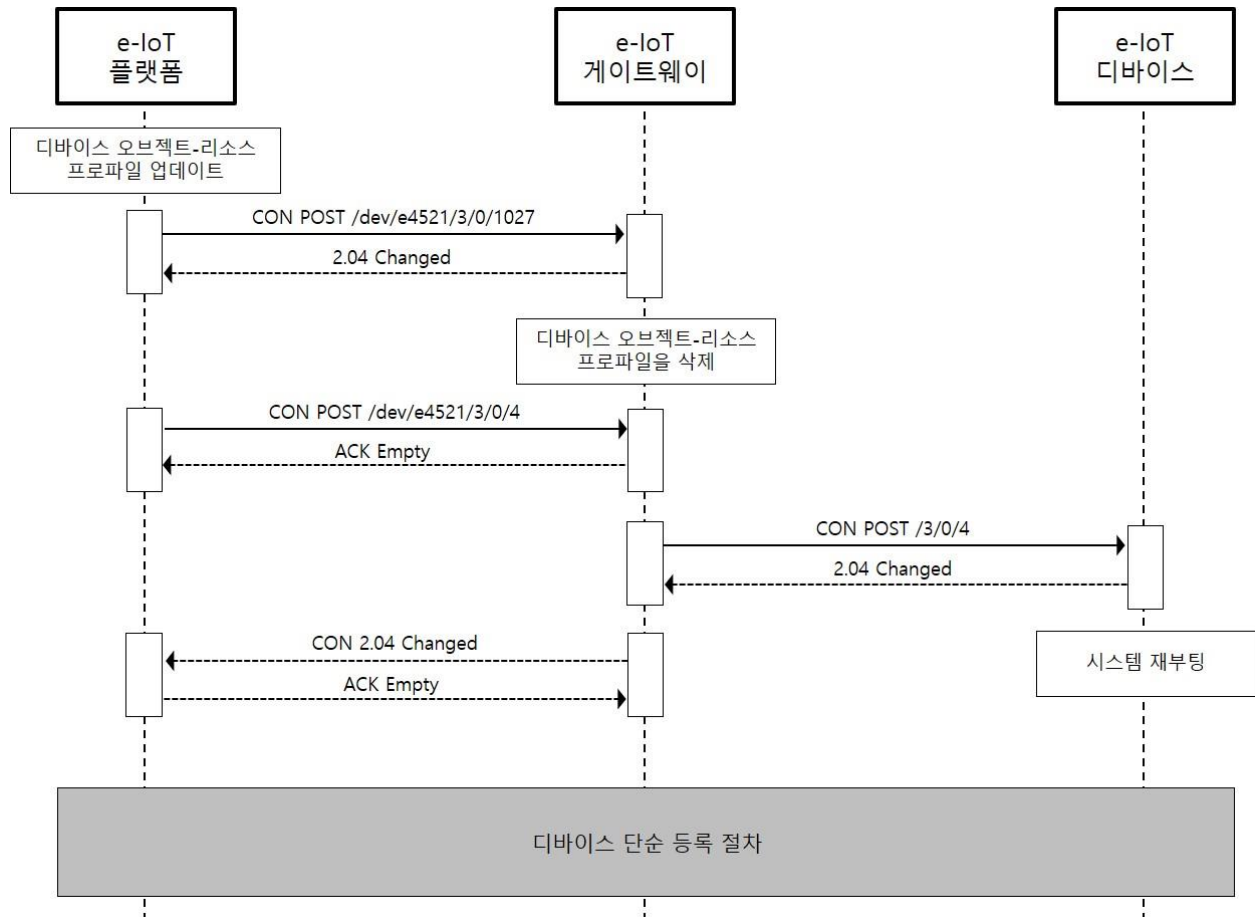 e-IoT
플랫폼
e-IoT
게이트웨이
e-IoT
디바이스
디바이스 오브젝트-리소스
프로파일 업데이트
CON POST /dev/e4521/3/0/1027
2.04 Changed
디바이스 오브젝트-리소스
프로파일을 삭제
CON POST /dev/e4521/3/0/4
ACK Empty
CON POST /3/0/4
2.04 Changed
CON 2.04 Changed
시스템 재부팅
ACK Empty
디바이스 단순 등록 절차